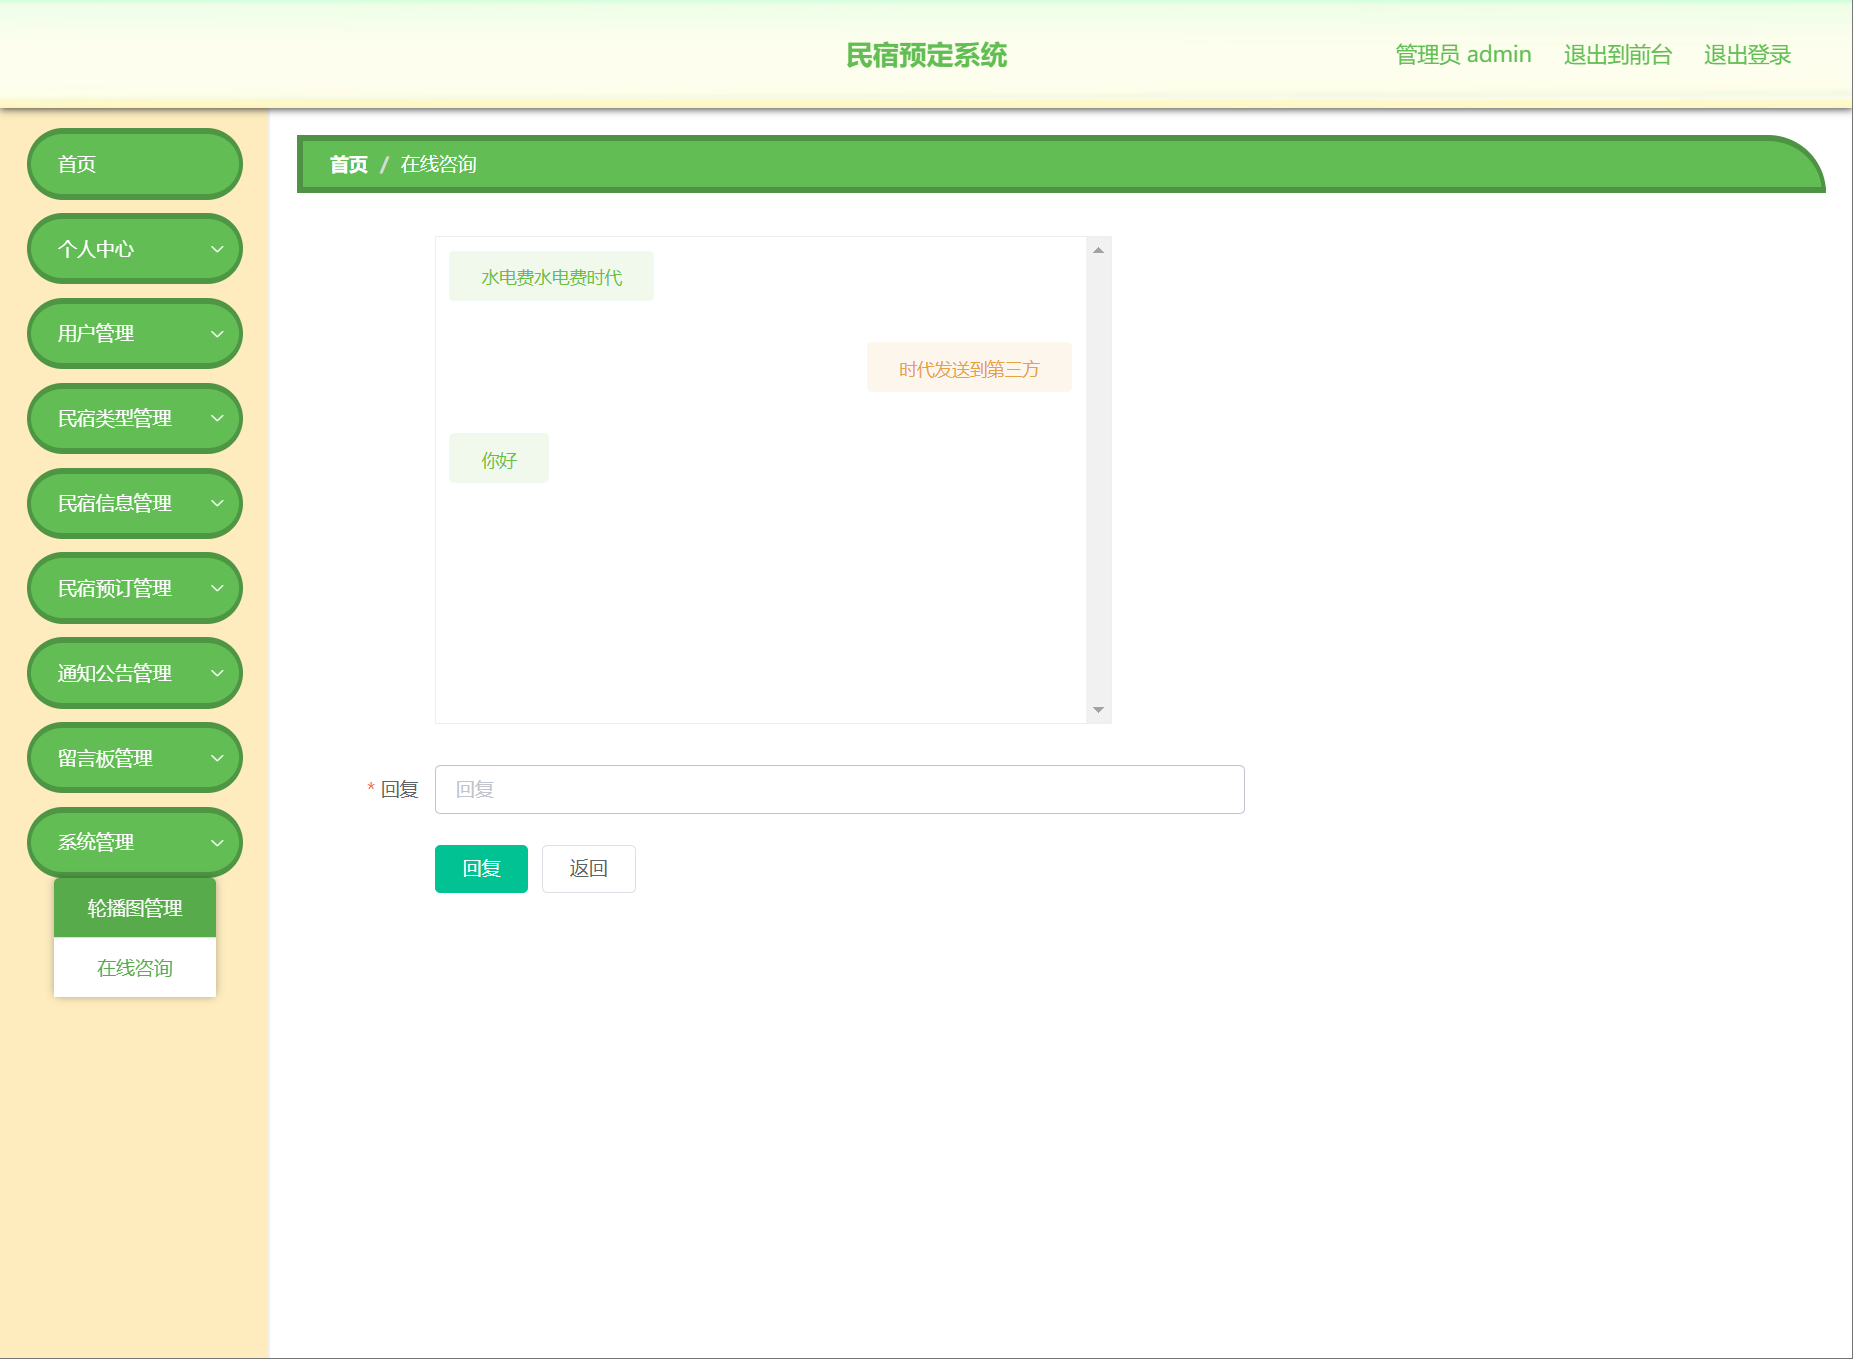 民宿预定系统
管理员 admin
退出到前台
退出登录
首页
个人中心
用户管理
民宿类型管理
民宿信息管理
民宿预订管理
通知公告管理
留言板管理
系统管理
轮播图管理
在线咨询
首页 / 在线咨询
水电费水电费时代
时代发送到第三方
你好
* 回复
回复
回复
返回